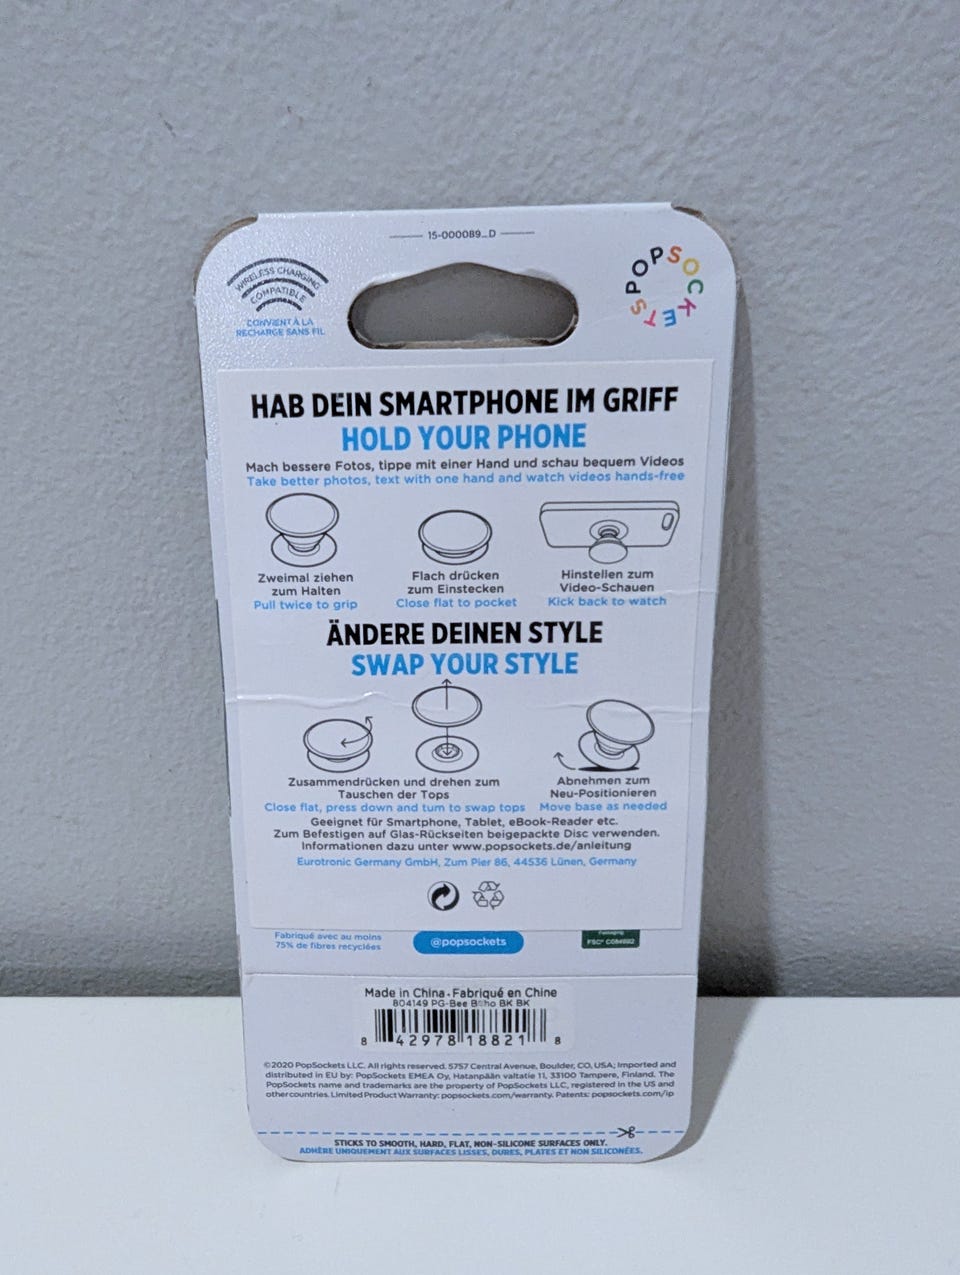 15-000089_D
WIRELESS CHARGING
COMPATIBLE
CONVIENT À LA
RECHARGE SANS FIL
POPSOCKETS
HAB DEIN SMARTPHONE IM GRIFF
HOLD YOUR PHONE
Mach bessere Fotos, tippe mit einer Hand und schau bequem Videos
Take better photos, text with one hand and watch videos hands-free
Zweimal ziehen
zum Halten
Pull twice to grip
Flach drücken
zum Einstecken
Close flat to pocket
Hinstellen zum
Video-Schauen
Kick back to watch
ÄNDERE DEINEN STYLE
SWAP YOUR STYLE
Zusammendrücken und drehen zum
Tauschen der Tops
Close flat, press down and turn to swap tops
Abnehmen zum
Neu-Positionieren
Move base as needed
Geeignet für Smartphone, Tablet, eBook-Reader etc.
Zum Befestigen auf Glas-Rückseiten beigepackte Disc verwenden.
Informationen dazu unter www.popsockets.de/anleitung
Eurotronic Germany GmbH, Zum Pier 86, 44536 Lünen, Germany
Fabriqué avec au moins
75% de fibres recyclées
@popsockets
Packaging
FSC® C084692
Made in China • Fabriqué en Chine
804149 PG-Bee Boho BK BK
8 42978 18821 8
©2020 PopSockets LLC. All rights reserved. 5757 Central Avenue, Boulder, CO, USA; Imported and
distributed in EU by: PopSockets EMEA Oy, Hatanpään valtatie 11, 33100 Tampere, Finland. The
PopSockets name and trademarks are the property of PopSockets LLC, registered in the US and
other countries. Limited Product Warranty: popsockets.com/warranty. Patents: popsockets.com/ip
STICKS TO SMOOTH, HARD, FLAT, NON-SILICONE SURFACES ONLY.
ADHÈRE UNIQUEMENT AUX SURFACES LISSES, DURES, PLATES ET NON SILICONÉES.